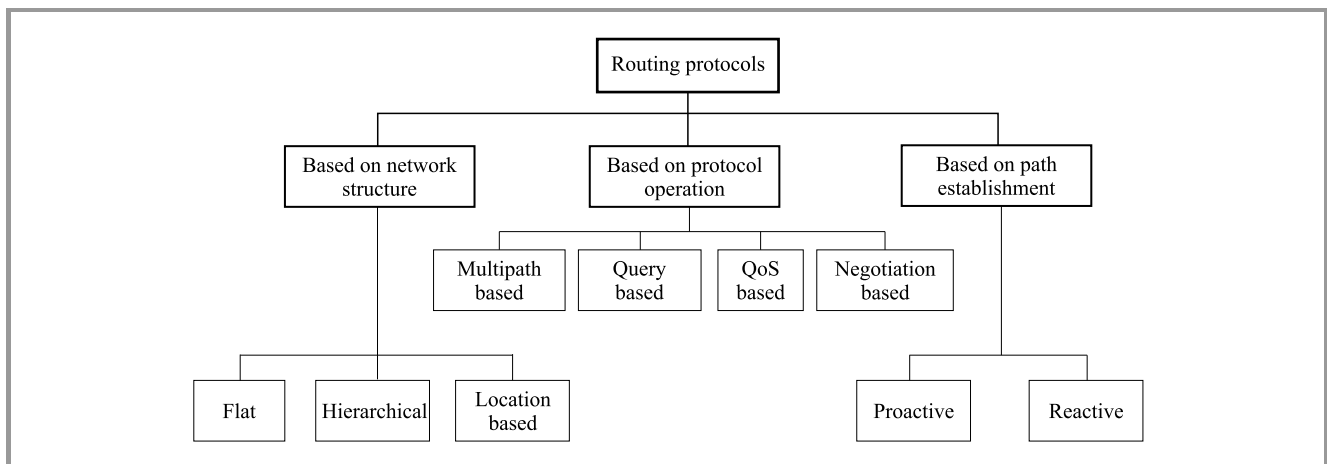 Routing protocols
Based on network
structure
Based on protocol
operation
Based on path
establishment
Multipath
based
Query
based
QoS
based
Negotiation
based
Flat
Hierarchical
Location
based
Proactive
Reactive